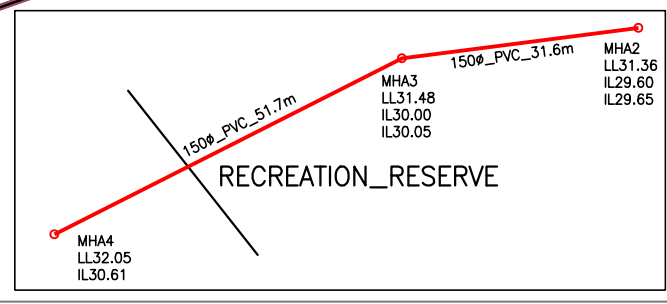 150ø_PVC_31.6m
MHA2
LL31.36
IL29.60
IL29.65
MHA3
LL31.48
IL30.00
IL30.05
150ø_PVC_51.7m
RECREATION_RESERVE
MHA4
LL32.05
IL30.61